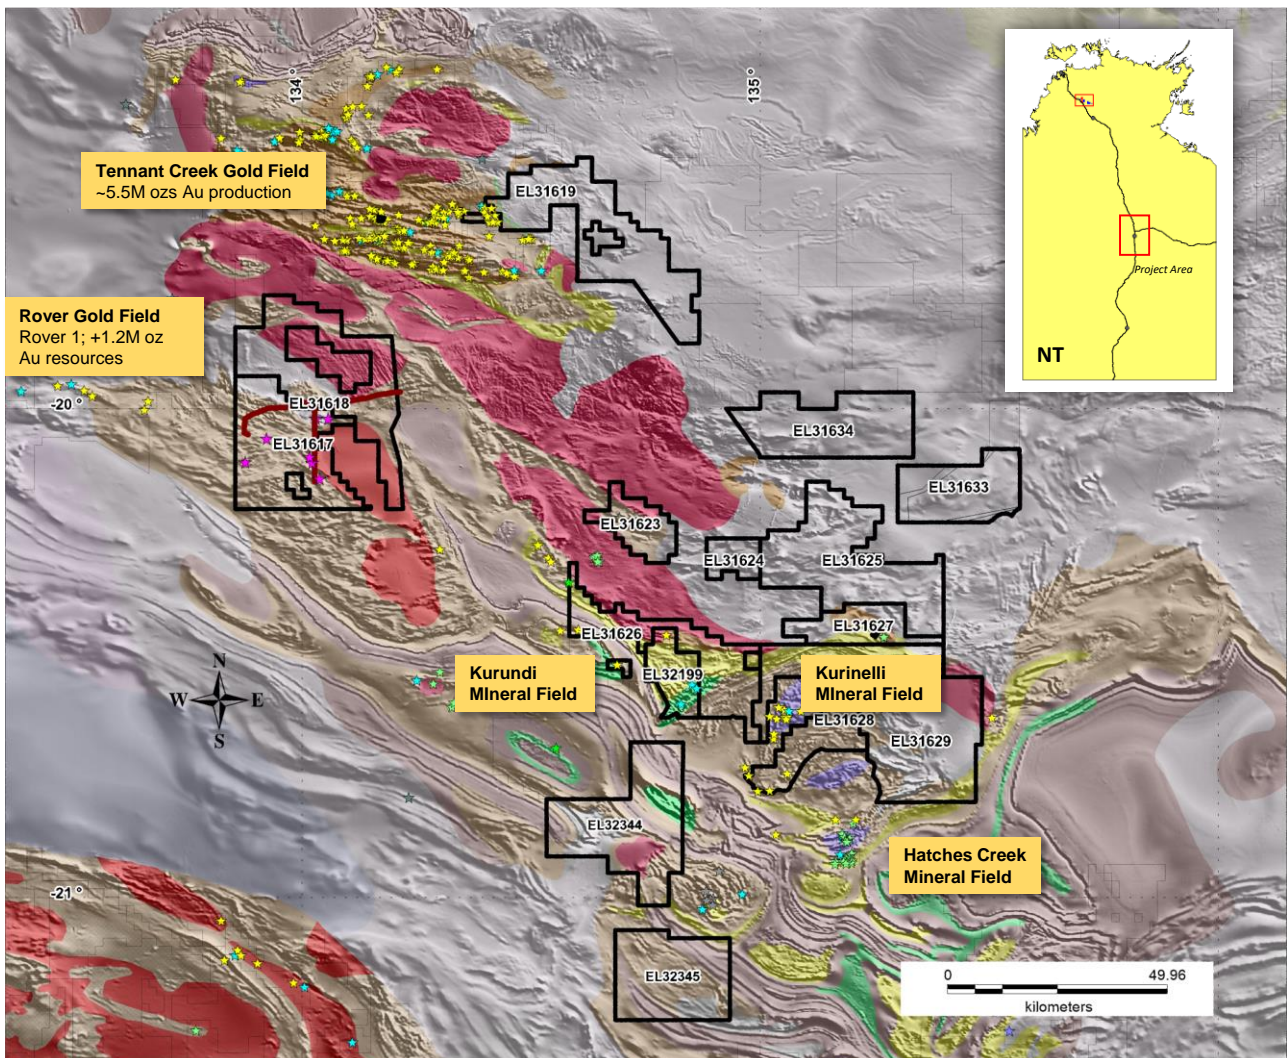 134°
135°
Tennant Creek Gold Field
~5.5M ozs Au production
EL31619
Project Area
NT
Rover Gold Field
Rover 1; +1.2M oz
Au resources
-20 °
EL31618
EL31617
EL31634
EL31633
EL31623
EL31624
EL31625
EL31626
EL31627
EL32199
Kurundi
MIneral Field
Kurinelli
MIneral Field
EL31628
EL31629
N
W
E
S
EL32344
Hatches Creek
Mineral Field
-21 °
EL32345
0
49.96
kilometers